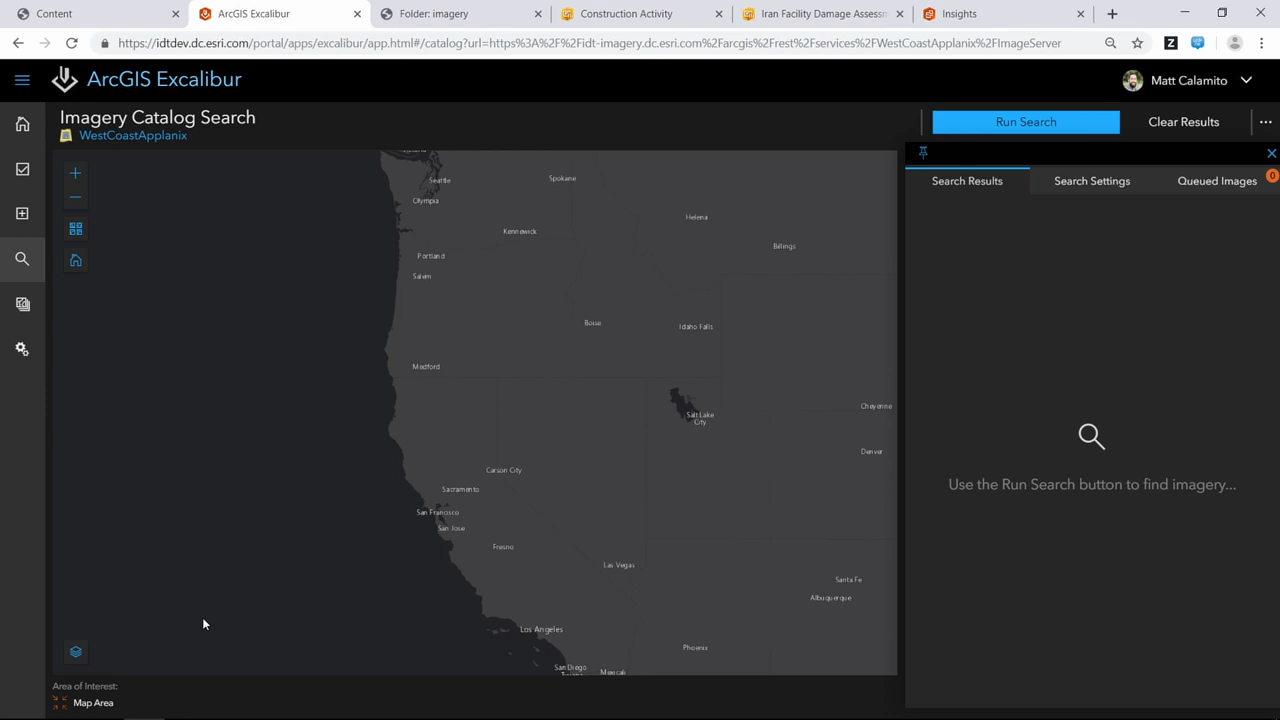 Content
ArcGIS Excalibur
Folder: imagery
Construction Activity
Iran Facility Damage Assessm
Insights
https://idtdev.dc.esri.com/portal/apps/excalibur/app.html#/catalog?url=https%3A%2F%2Fidt-imagery.dc.esri.com%2Farcgis%2Frest%2Fservices%2FWestCoastApplanix%2FImageServer
ArcGIS Excalibur
Matt Calamito
Imagery Catalog Search
WestCoastApplanix
Run Search
Clear Results
Search Results
Search Settings
Queued Images
0
Seattle
Spokane
Olympia
Helena
Kennewick
Billings
Portland
Salem
Boise
Idaho Falls
Medford
Cheyenne
Salt Lake
City
Denver
Carson City
Sacramento
San Francisco
San Jose
Fresno
Las Vegas
Santa Fe
Albuquerque
Los Angeles
Phoenix
San Diego
Mexicali
Use the Run Search button to find imagery...
Area of Interest:
Map Area